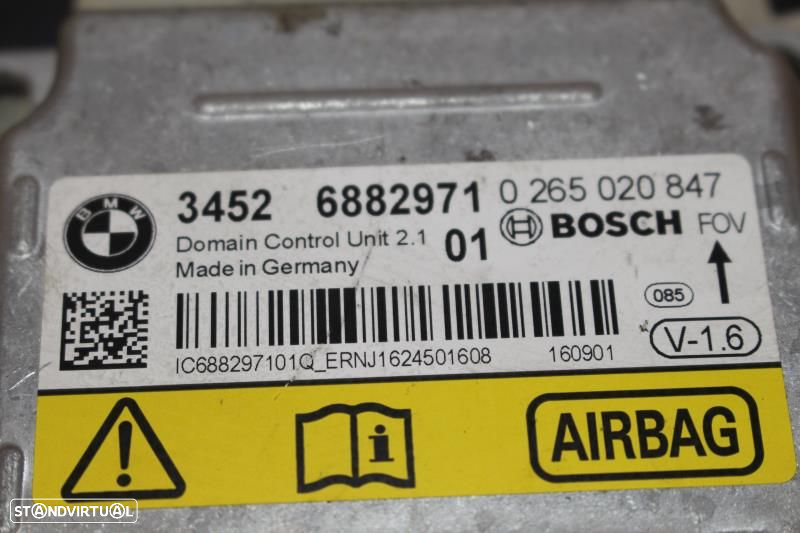 BMW
3452 6882971 0 265 020 847
Domain Control Unit 2.1 01 BOSCH FOV
Made in Germany
085
IC688297101Q_ERNJ1624501608 160901 V-1.6
AIRBAG
STANDVIRTUAL